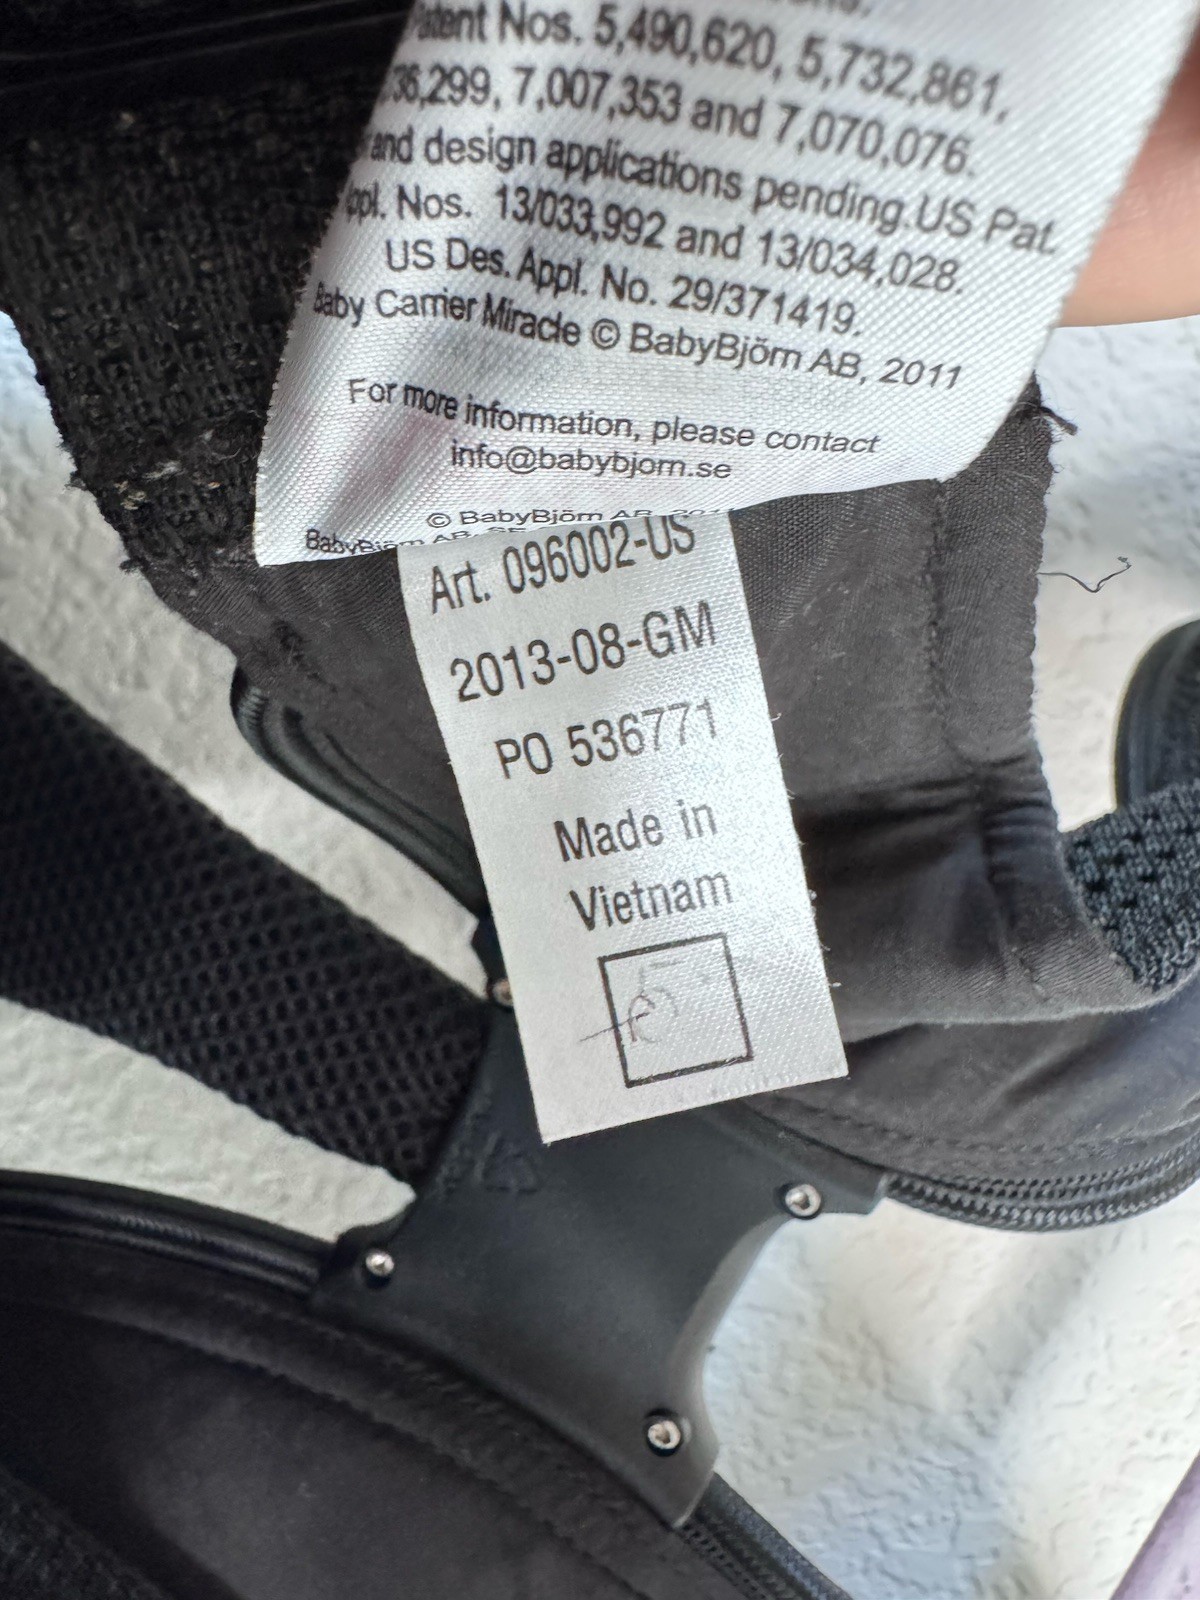 Patent Nos. 5,490,620, 5,732,861,
36,299, 7,007,353 and 7,070,076.
and design applications pending.US Pat.
Appl. Nos. 13/033,992 and 13/034,028.
US Des. Appl. No. 29/371419.
Baby Carrier Miracle © BabyBjörn AB, 2011
For more information, please contact
info@babybjorn.se
© BabyBjörn AB, 2011
BabyBjörn AB,
Art. 096002-US
2013-08-GM
PO 536771
Made in
Vietnam